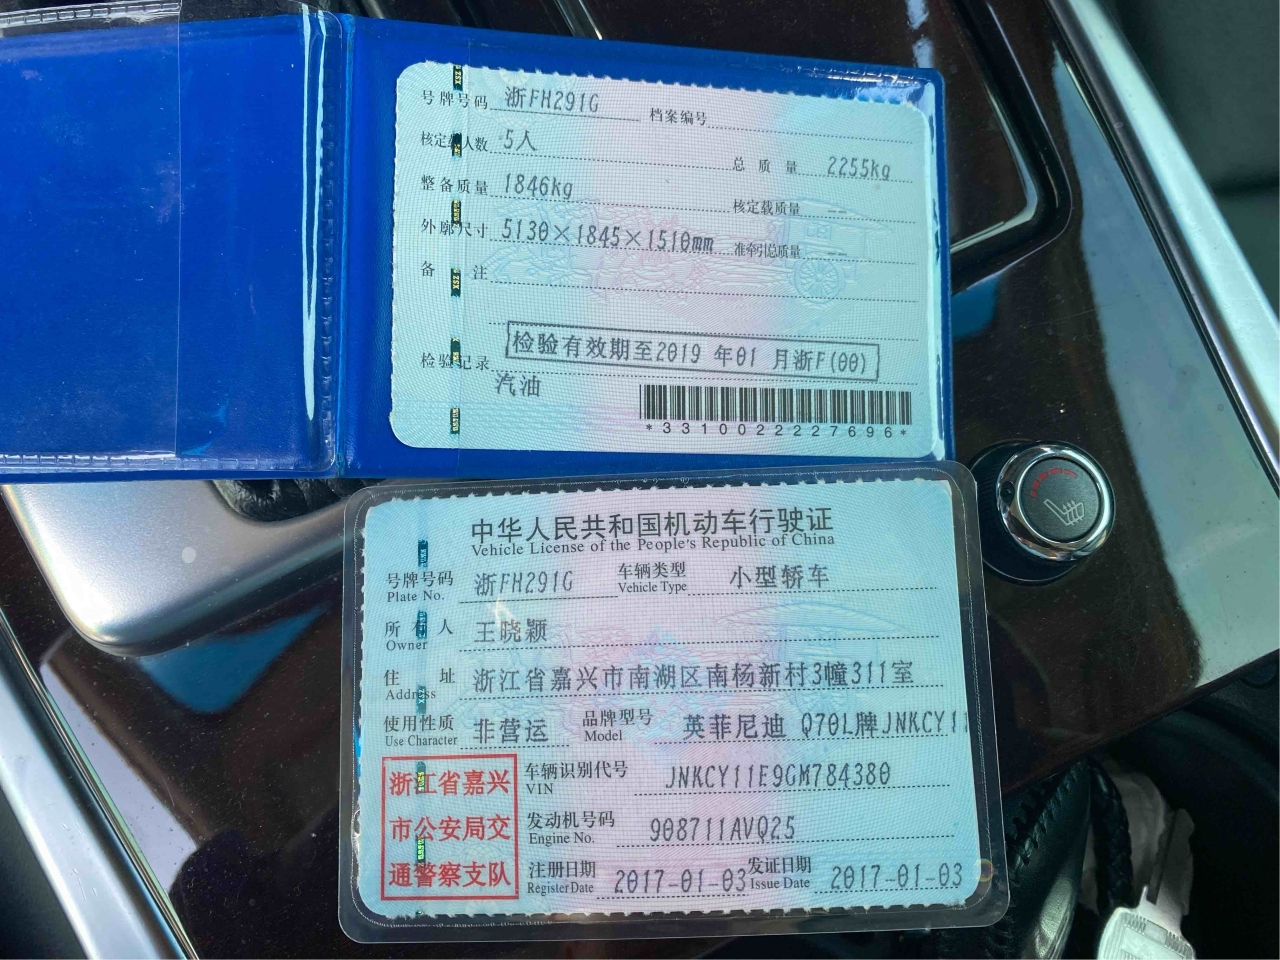 号牌号码 浙FH291G 档案编号
核定载人数 5人 总质量 2255kg
整备质量 1846kg 核定载质量 --
外廓尺寸 5130×1845×1510mm 准牵引总质量 --
备注
检验记录 检验有效期至2019年01月浙F(00)
汽油
*3310022227696*
中华人民共和国机动车行驶证
Vehicle License of the People's Republic of China
号牌号码 浙FH291G 车辆类型 小型轿车
Plate No. Vehicle Type
所有人 王晓颖
Owner
住址 浙江省嘉兴市南湖区南杨新村3幢311室
Address
使用性质 非营运 品牌型号 英菲尼迪 Q70L牌JNKCY11
Use Character Model
浙江省嘉兴
市公安局交
通警察支队
车辆识别代号 JNKCY11E9GM784380
VIN
发动机号码 908711AVQ25
Engine No.
注册日期 2017-01-03 发证日期 2017-01-03
Register Date Issue Date